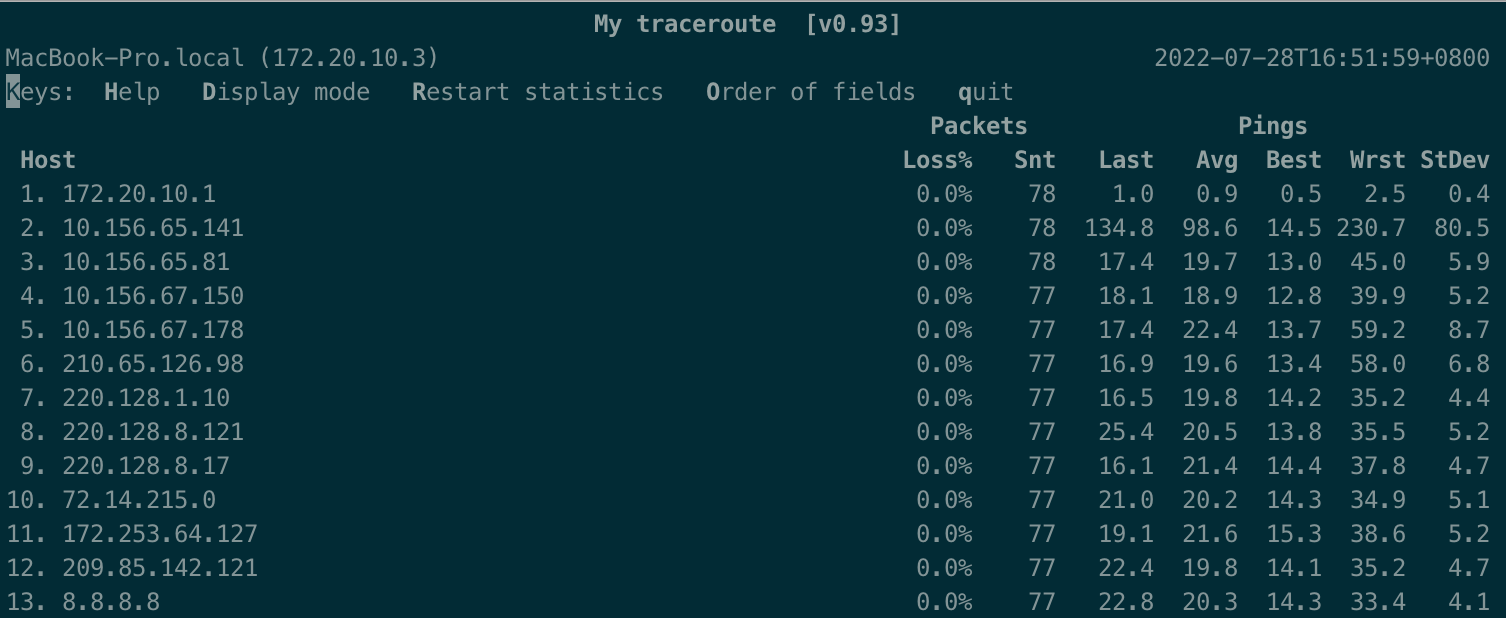 My traceroute [v0.93]
MacBook-Pro.local (172.20.10.3) 2022-07-28T16:51:59+0800
Keys: Help Display mode Restart statistics Order of fields quit
Packets Pings
Host Loss% Snt Last Avg Best Wrst StDev
1. 172.20.10.1 0.0% 78 1.0 0.9 0.5 2.5 0.4
2. 10.156.65.141 0.0% 78 134.8 98.6 14.5 230.7 80.5
3. 10.156.65.81 0.0% 78 17.4 19.7 13.0 45.0 5.9
4. 10.156.67.150 0.0% 77 18.1 18.9 12.8 39.9 5.2
5. 10.156.67.178 0.0% 77 17.4 22.4 13.7 59.2 8.7
6. 210.65.126.98 0.0% 77 16.9 19.6 13.4 58.0 6.8
7. 220.128.1.10 0.0% 77 16.5 19.8 14.2 35.2 4.4
8. 220.128.8.121 0.0% 77 25.4 20.5 13.8 35.5 5.2
9. 220.128.8.17 0.0% 77 16.1 21.4 14.4 37.8 4.7
10. 72.14.215.0 0.0% 77 21.0 20.2 14.3 34.9 5.1
11. 172.253.64.127 0.0% 77 19.1 21.6 15.3 38.6 5.2
12. 209.85.142.121 0.0% 77 22.4 19.8 14.1 35.2 4.7
13. 8.8.8.8 0.0% 77 22.8 20.3 14.3 33.4 4.1